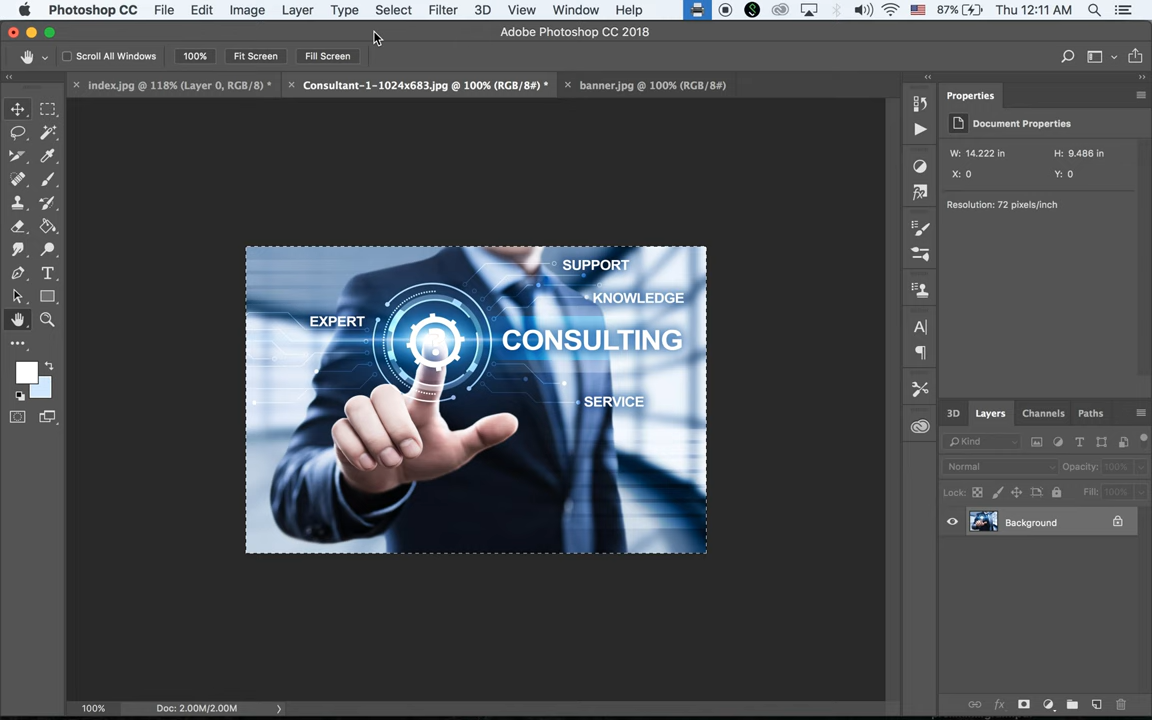 Photoshop CC File Edit Image Layer Type Select Filter 3D View Window Help 87% Thu 12:11 AM
Adobe Photoshop CC 2018
Scroll All Windows 100% Fit Screen Fill Screen
index.jpg @ 118% (Layer 0, RGB/8) * Consultant-1-1024x683.jpg @ 100% (RGB/8#) * banner.jpg @ 100% (RGB/8#)
Properties
Document Properties
W: 14.222 in H: 9.486 in
X: 0 Y: 0
Resolution: 72 pixels/inch
SUPPORT
KNOWLEDGE
EXPERT
CONSULTING
SERVICE
3D Layers Channels Paths
Kind
Normal Opacity: 100%
Lock: Fill: 100%
Background
100% Doc: 2.00M/2.00M